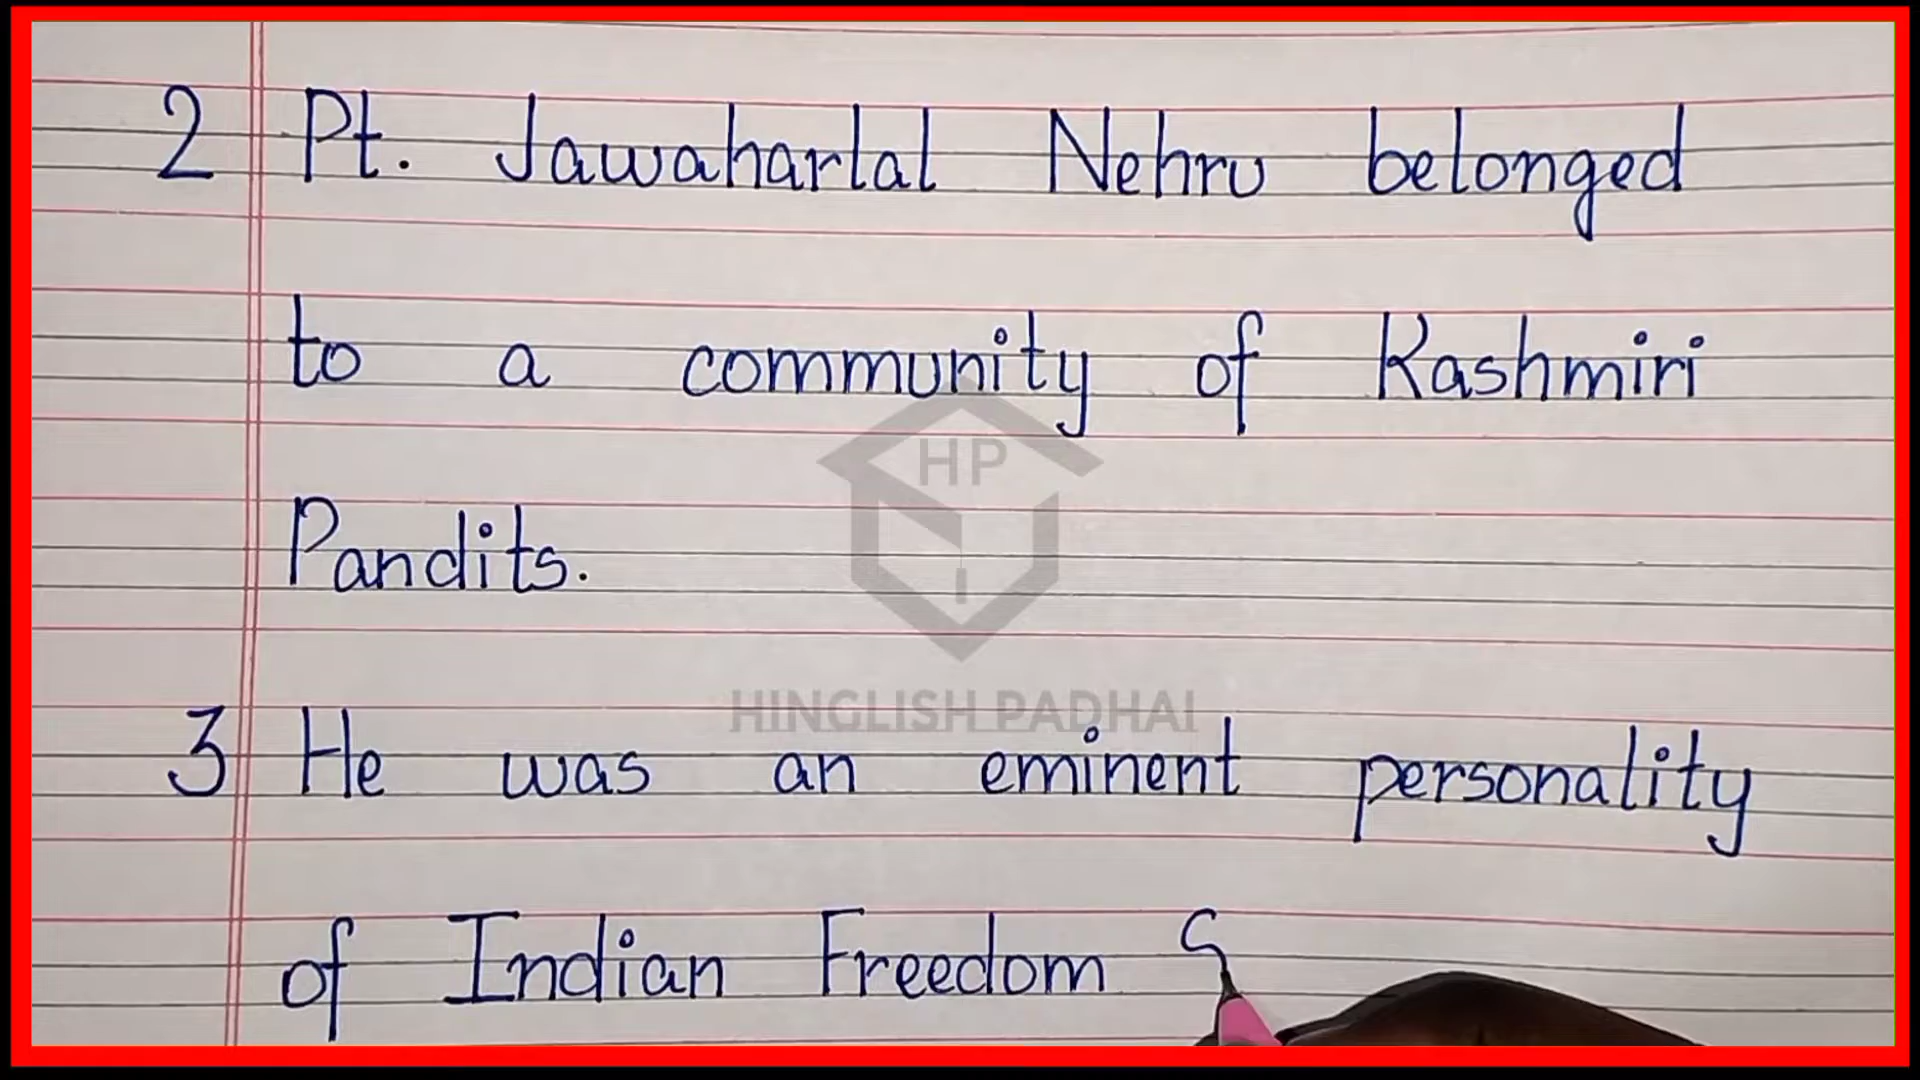 2 Pt. Jawaharlal Nehru belonged
to a community of Kashmiri
Pandits.
HP
HINGLISH PADHAI
3 He was an eminent personality
of Indian Freedom S